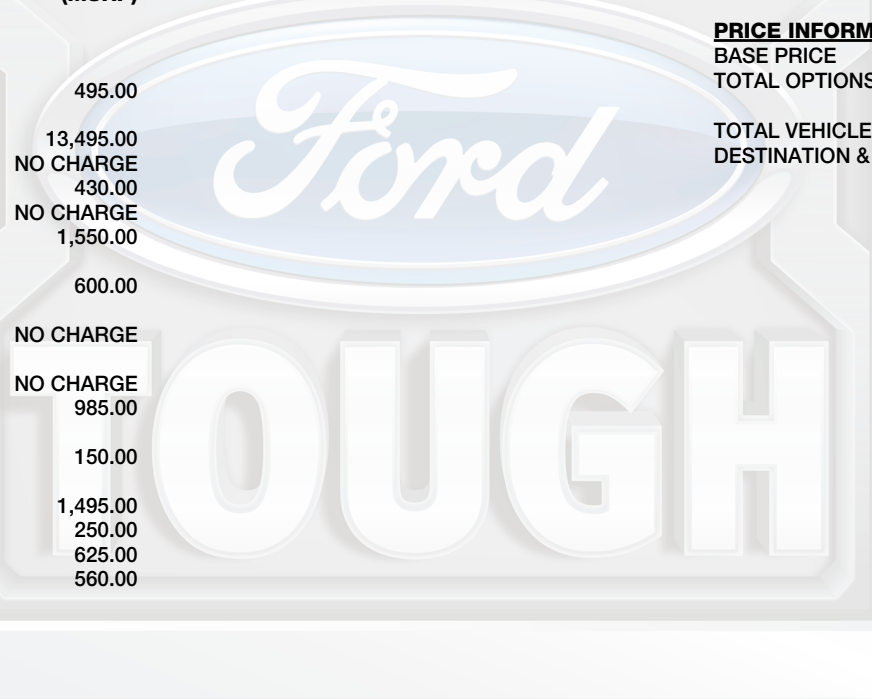 495.00
13,495.00
NO CHARGE
430.00
NO CHARGE
1,550.00
600.00
NO CHARGE
NO CHARGE
985.00
150.00
1,495.00
250.00
625.00
560.00
PRICE INFORM
BASE PRICE
TOTAL OPTIONS
TOTAL VEHICLE
DESTINATION &
Ford
TOUGH